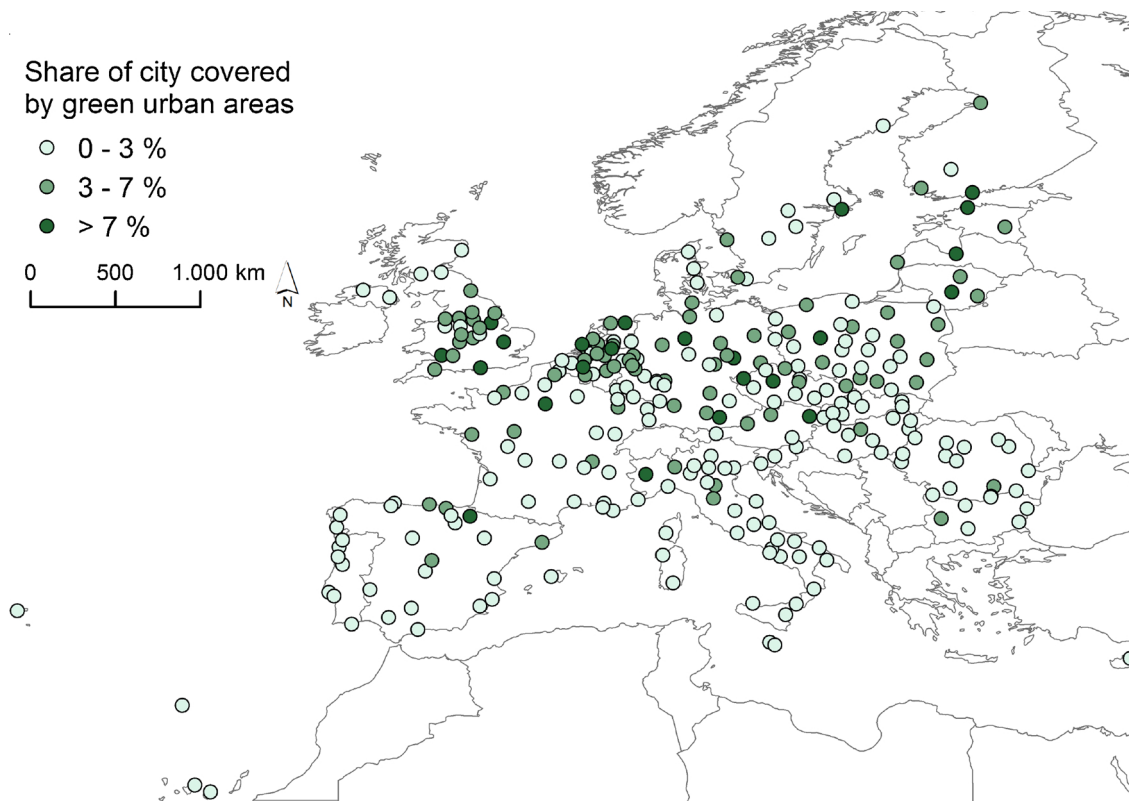 Share of city covered
by green urban areas
0 - 3 %
3 - 7 %
> 7 %
0 500 1.000 km
N